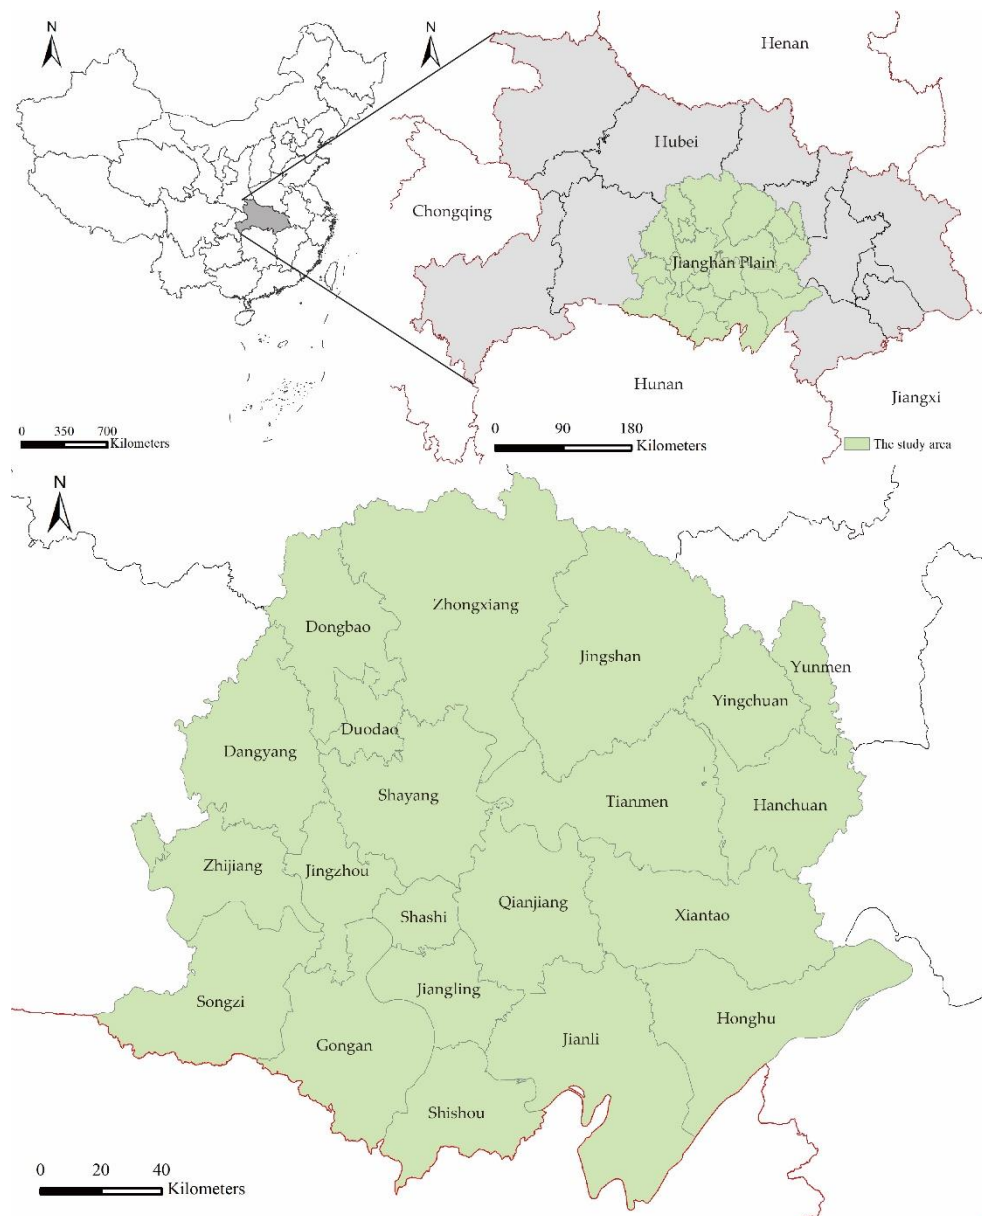 N
N
Henan
Hubei
Chongqing
Jianghan Plain
Hunan
Jiangxi
0 350 700
Kilometers
0 90 180
Kilometers
The study area
N
Zhongxiang
Dongbao
Jingshan
Yunmen
Yingchuan
Duodao
Dangyang
Shayang
Tianmen
Hanchuan
Zhijiang
Jingzhou
Qianjiang
Shashi
Xiantao
Jiangling
Songzi
Honghu
Gongan
Jianli
Shishou
0 20 40
Kilometers